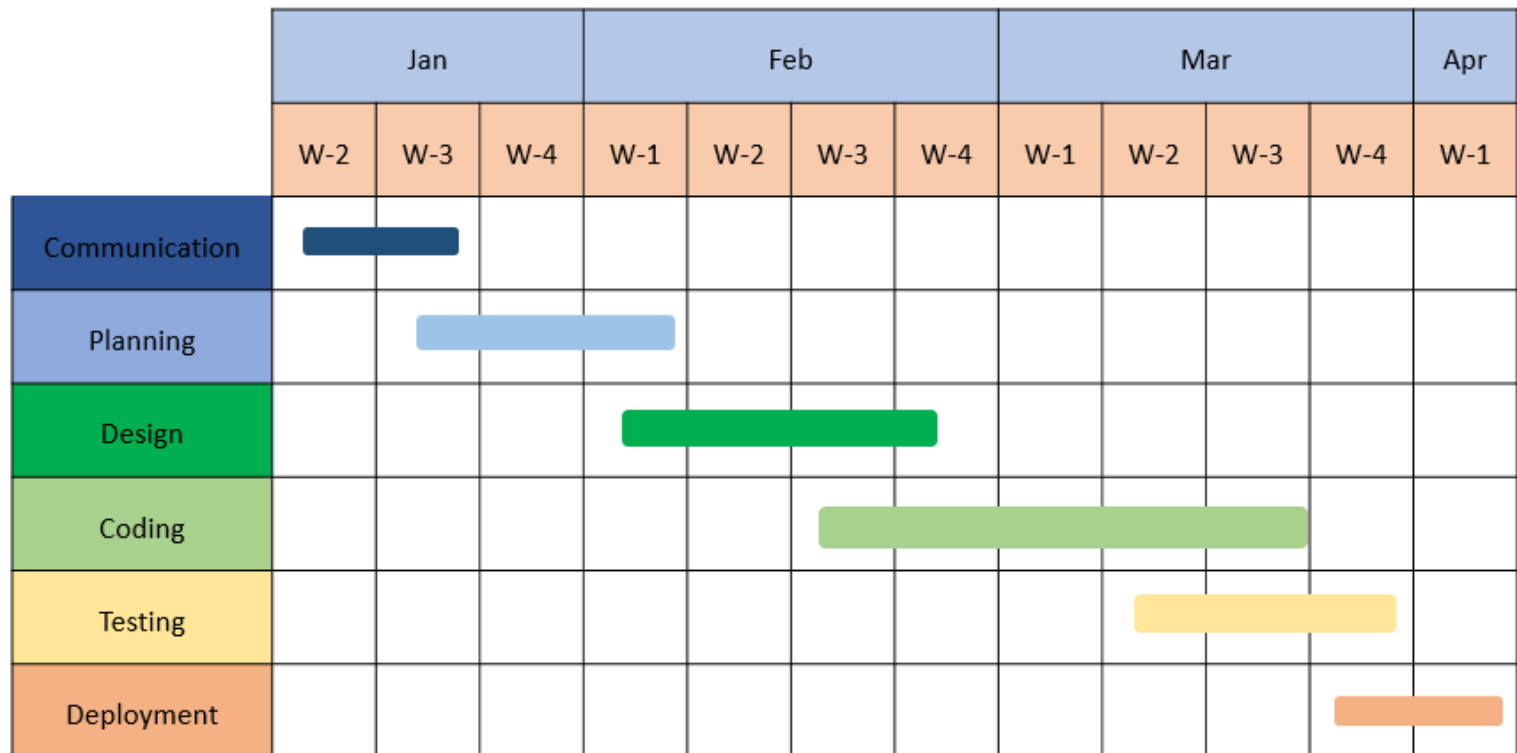 Jan Feb Mar Apr
W-2 W-3 W-4 W-1 W-2 W-3 W-4 W-1 W-2 W-3 W-4 W-1
Communication
Planning
Design
Coding
Testing
Deployment